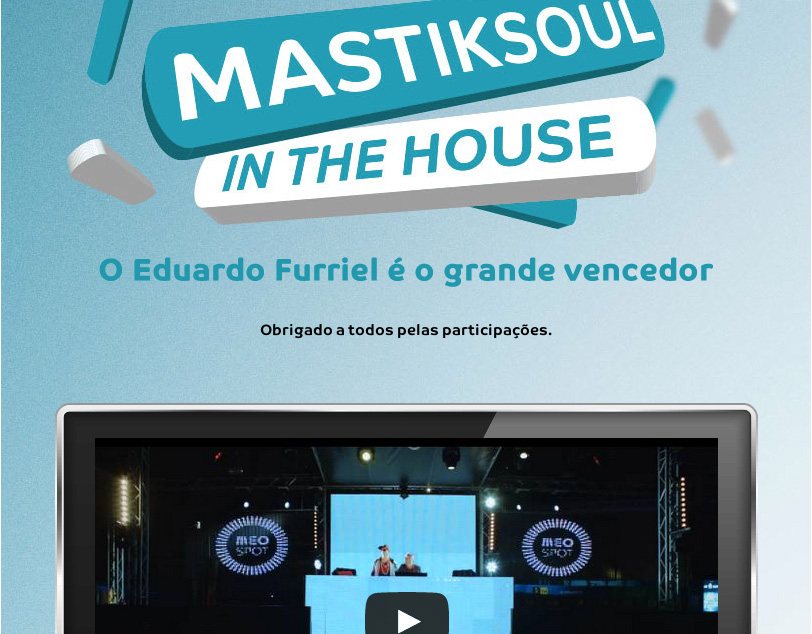 MASTIKSOUL
IN THE HOUSE
O Eduardo Furriel é o grande vencedor
Obrigado a todos pelas participações.
MEO
SPOT
MEO
SPOT